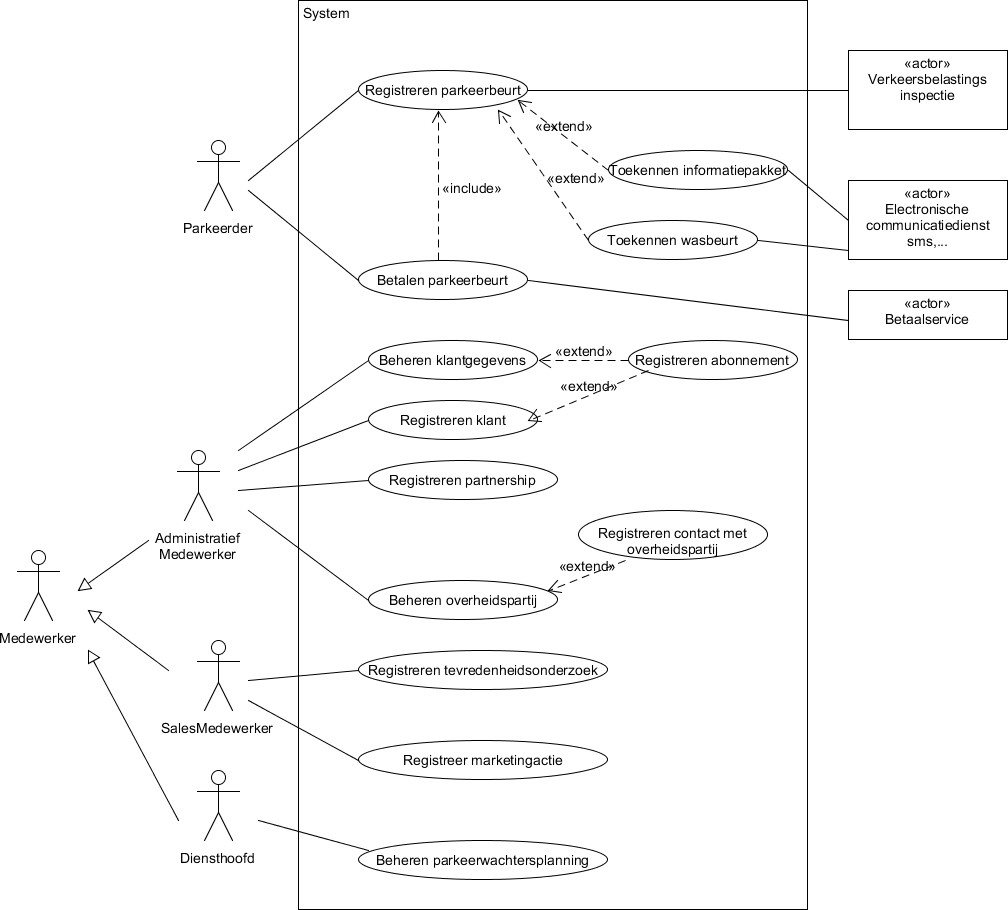 System
Registreren parkeerbeurt
«actor»
Verkeersbelastings
inspectie
«extend»
Toekennen informatiepakket
«actor»
Electronische
communicatiedienst
sms,...
«include»
«extend»
Parkeerder
Toekennen wasbeurt
Betalen parkeerbeurt
«actor»
Betaalservice
Beheren klantgegevens
«extend»
Registreren abonnement
«extend»
Registreren klant
Registreren partnership
Administratief
Medewerker
Registreren contact met
overheidspartij
«extend»
Beheren overheidspartij
Medewerker
Registreren tevredenheidsonderzoek
SalesMedewerker
Registreer marketingactie
Diensthoofd
Beheren parkeerwachtersplanning